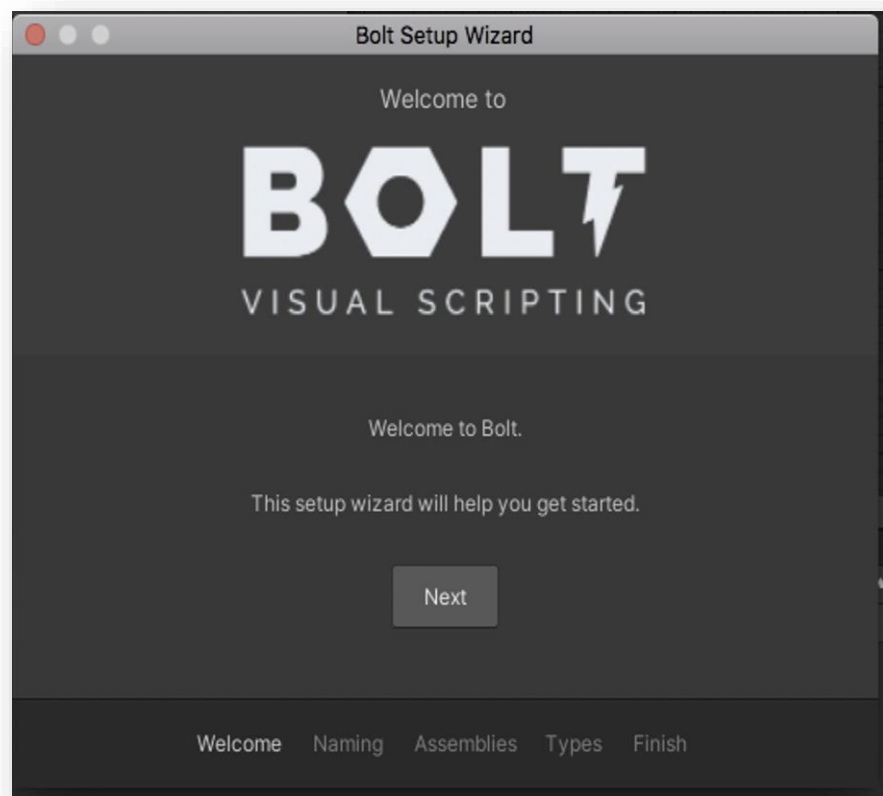 Bolt Setup Wizard
Welcome to
BOLT
VISUAL SCRIPTING
Welcome to Bolt.
This setup wizard will help you get started.
Next
Welcome Naming Assemblies Types Finish